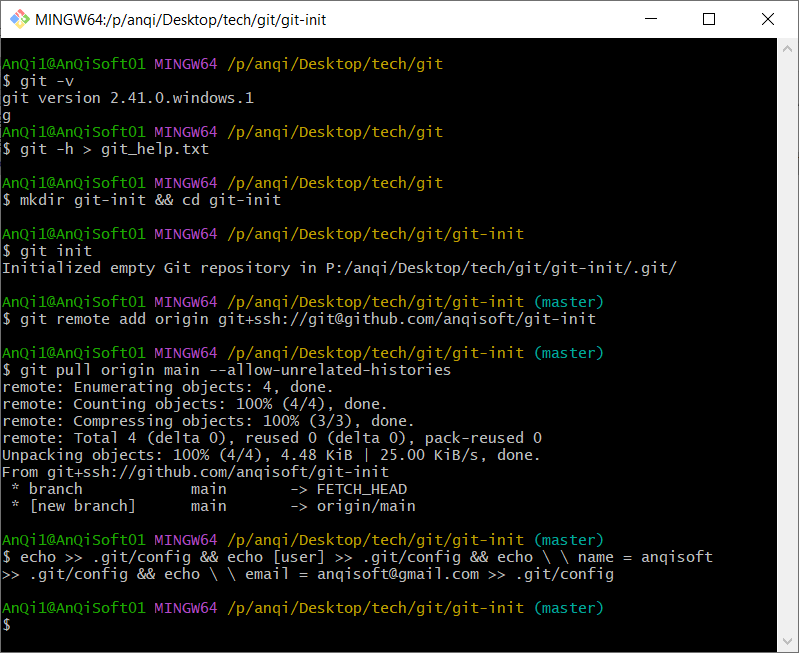 MINGW64:/p/anqi/Desktop/tech/git/git-init
AnQi1@AnQiSoft01 MINGW64 /p/anqi/Desktop/tech/git
$ git -v
git version 2.41.0.windows.1
g
AnQi1@AnQiSoft01 MINGW64 /p/anqi/Desktop/tech/git
$ git -h > git_help.txt
AnQi1@AnQiSoft01 MINGW64 /p/anqi/Desktop/tech/git
$ mkdir git-init && cd git-init
AnQi1@AnQiSoft01 MINGW64 /p/anqi/Desktop/tech/git/git-init
$ git init
Initialized empty Git repository in P:/anqi/Desktop/tech/git/git-init/.git/
AnQi1@AnQiSoft01 MINGW64 /p/anqi/Desktop/tech/git/git-init (master)
$ git remote add origin git+ssh://git@github.com/anqisoft/git-init
AnQi1@AnQiSoft01 MINGW64 /p/anqi/Desktop/tech/git/git-init (master)
$ git pull origin main --allow-unrelated-histories
remote: Enumerating objects: 4, done.
remote: Counting objects: 100% (4/4), done.
remote: Compressing objects: 100% (3/3), done.
remote: Total 4 (delta 0), reused 0 (delta 0), pack-reused 0
Unpacking objects: 100% (4/4), 4.48 KiB | 25.00 KiB/s, done.
From git+ssh://github.com/anqisoft/git-init
 * branch            main       -> FETCH_HEAD
 * [new branch]      main       -> origin/main
AnQi1@AnQiSoft01 MINGW64 /p/anqi/Desktop/tech/git/git-init (master)
$ echo >> .git/config && echo [user] >> .git/config && echo \ \ name = anqisoft
>> .git/config && echo \ \ email = anqisoft@gmail.com >> .git/config
AnQi1@AnQiSoft01 MINGW64 /p/anqi/Desktop/tech/git/git-init (master)
$